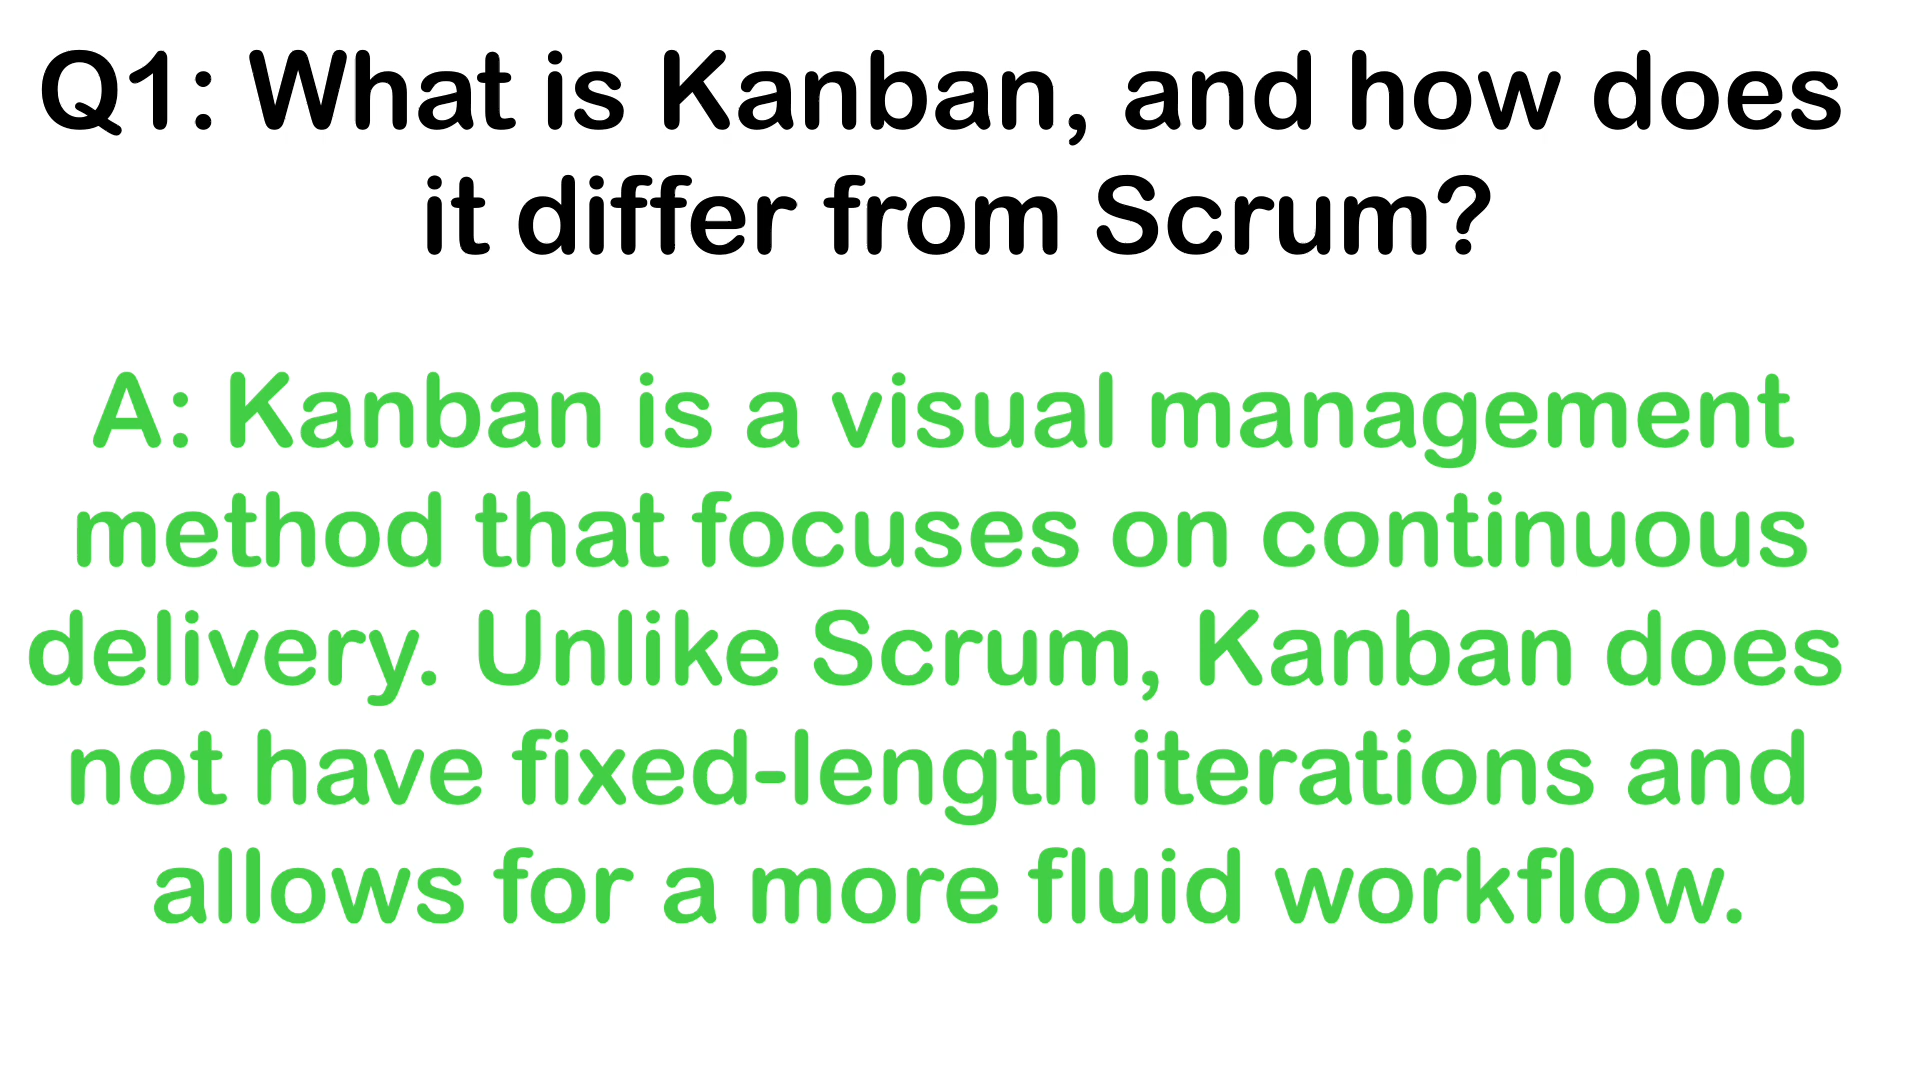 Q1: What is Kanban, and how does
it differ from Scrum?
A: Kanban is a visual management
method that focuses on continuous
delivery. Unlike Scrum, Kanban does
not have fixed-length iterations and
allows for a more fluid workflow.